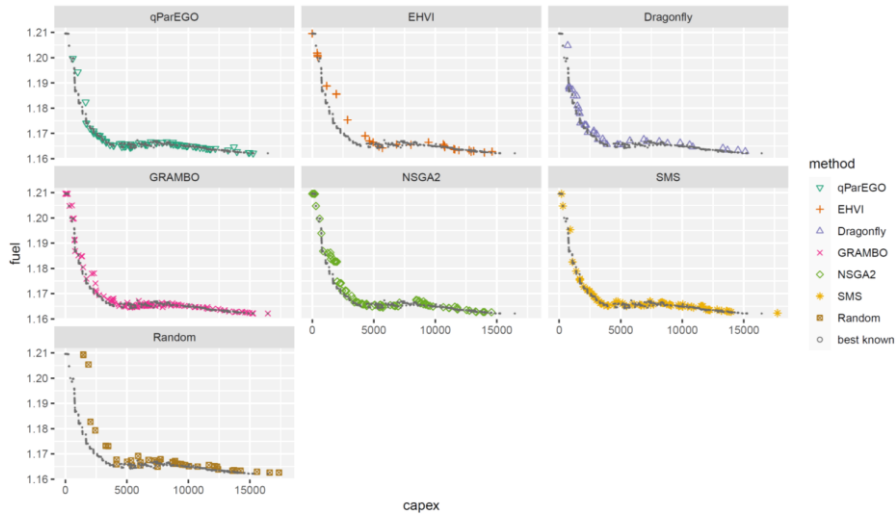 qParEGO EHVI Dragonfly
1.21
1.20
1.19
1.18
1.17
1.16
GRAMBO NSGA2 SMS
1.21
1.20
1.19
1.18
1.17
1.16
0 5000 10000 15000 0 5000 10000 15000
Random
1.21
1.20
1.19
1.18
1.17
1.16
0 5000 10000 15000
capex
fuel
method
qParEGO
EHVI
Dragonfly
GRAMBO
NSGA2
SMS
Random
best known